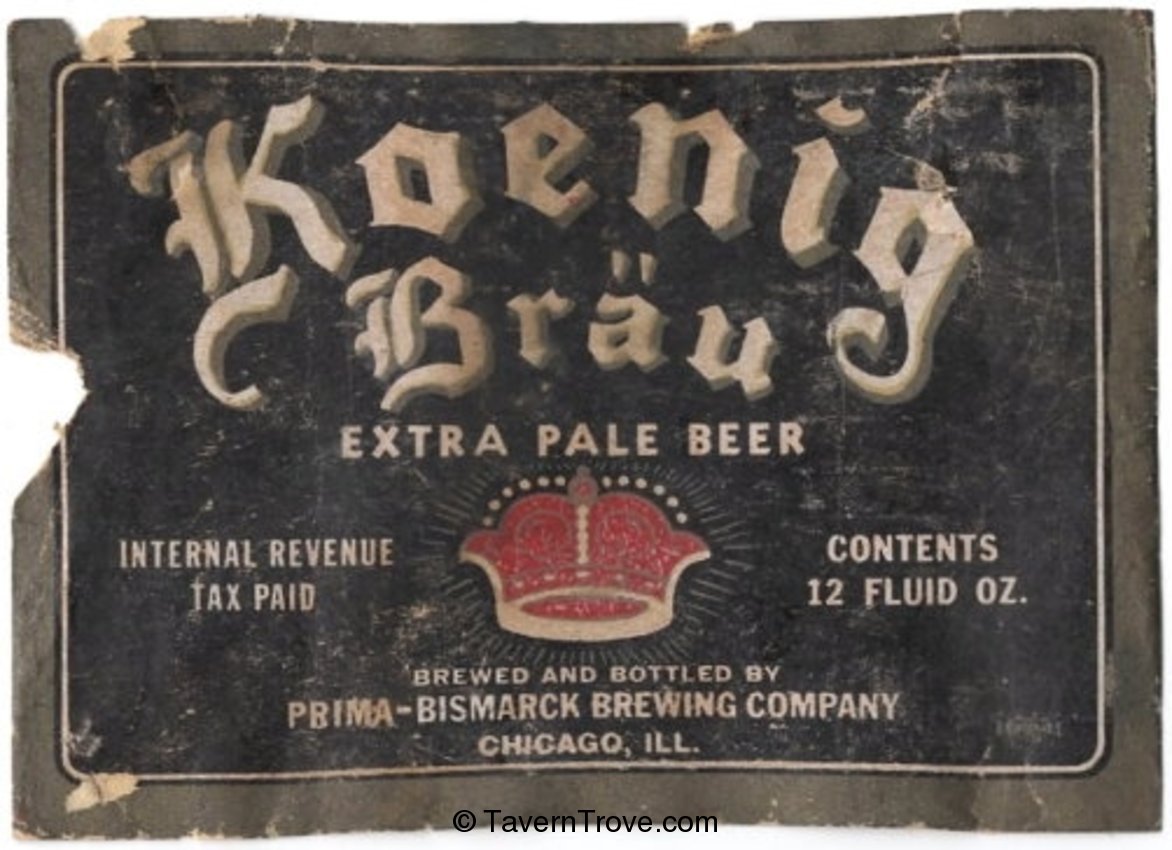 Koenig
Bräu
EXTRA PALE BEER
INTERNAL REVENUE
TAX PAID
CONTENTS
12 FLUID OZ.
BREWED AND BOTTLED BY
PRIMA-BISMARCK BREWING COMPANY
CHICAGO, ILL.
© TavernTrove.com